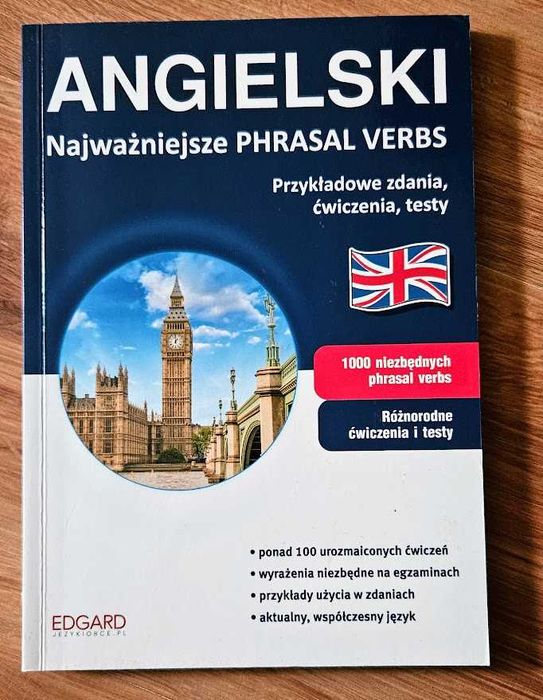 ANGIELSKI
Najważniejsze PHRASAL VERBS
Przykładowe zdania,
ćwiczenia, testy
1000 niezbędnych
phrasal verbs
Różnorodne
ćwiczenia i testy
• ponad 100 urozmaiconych ćwiczeń
• wyrażenia niezbędne na egzaminach
• przykłady użycia w zdaniach
• aktualny, współczesny język
EDGARD
JEZYKIOBCE.PL